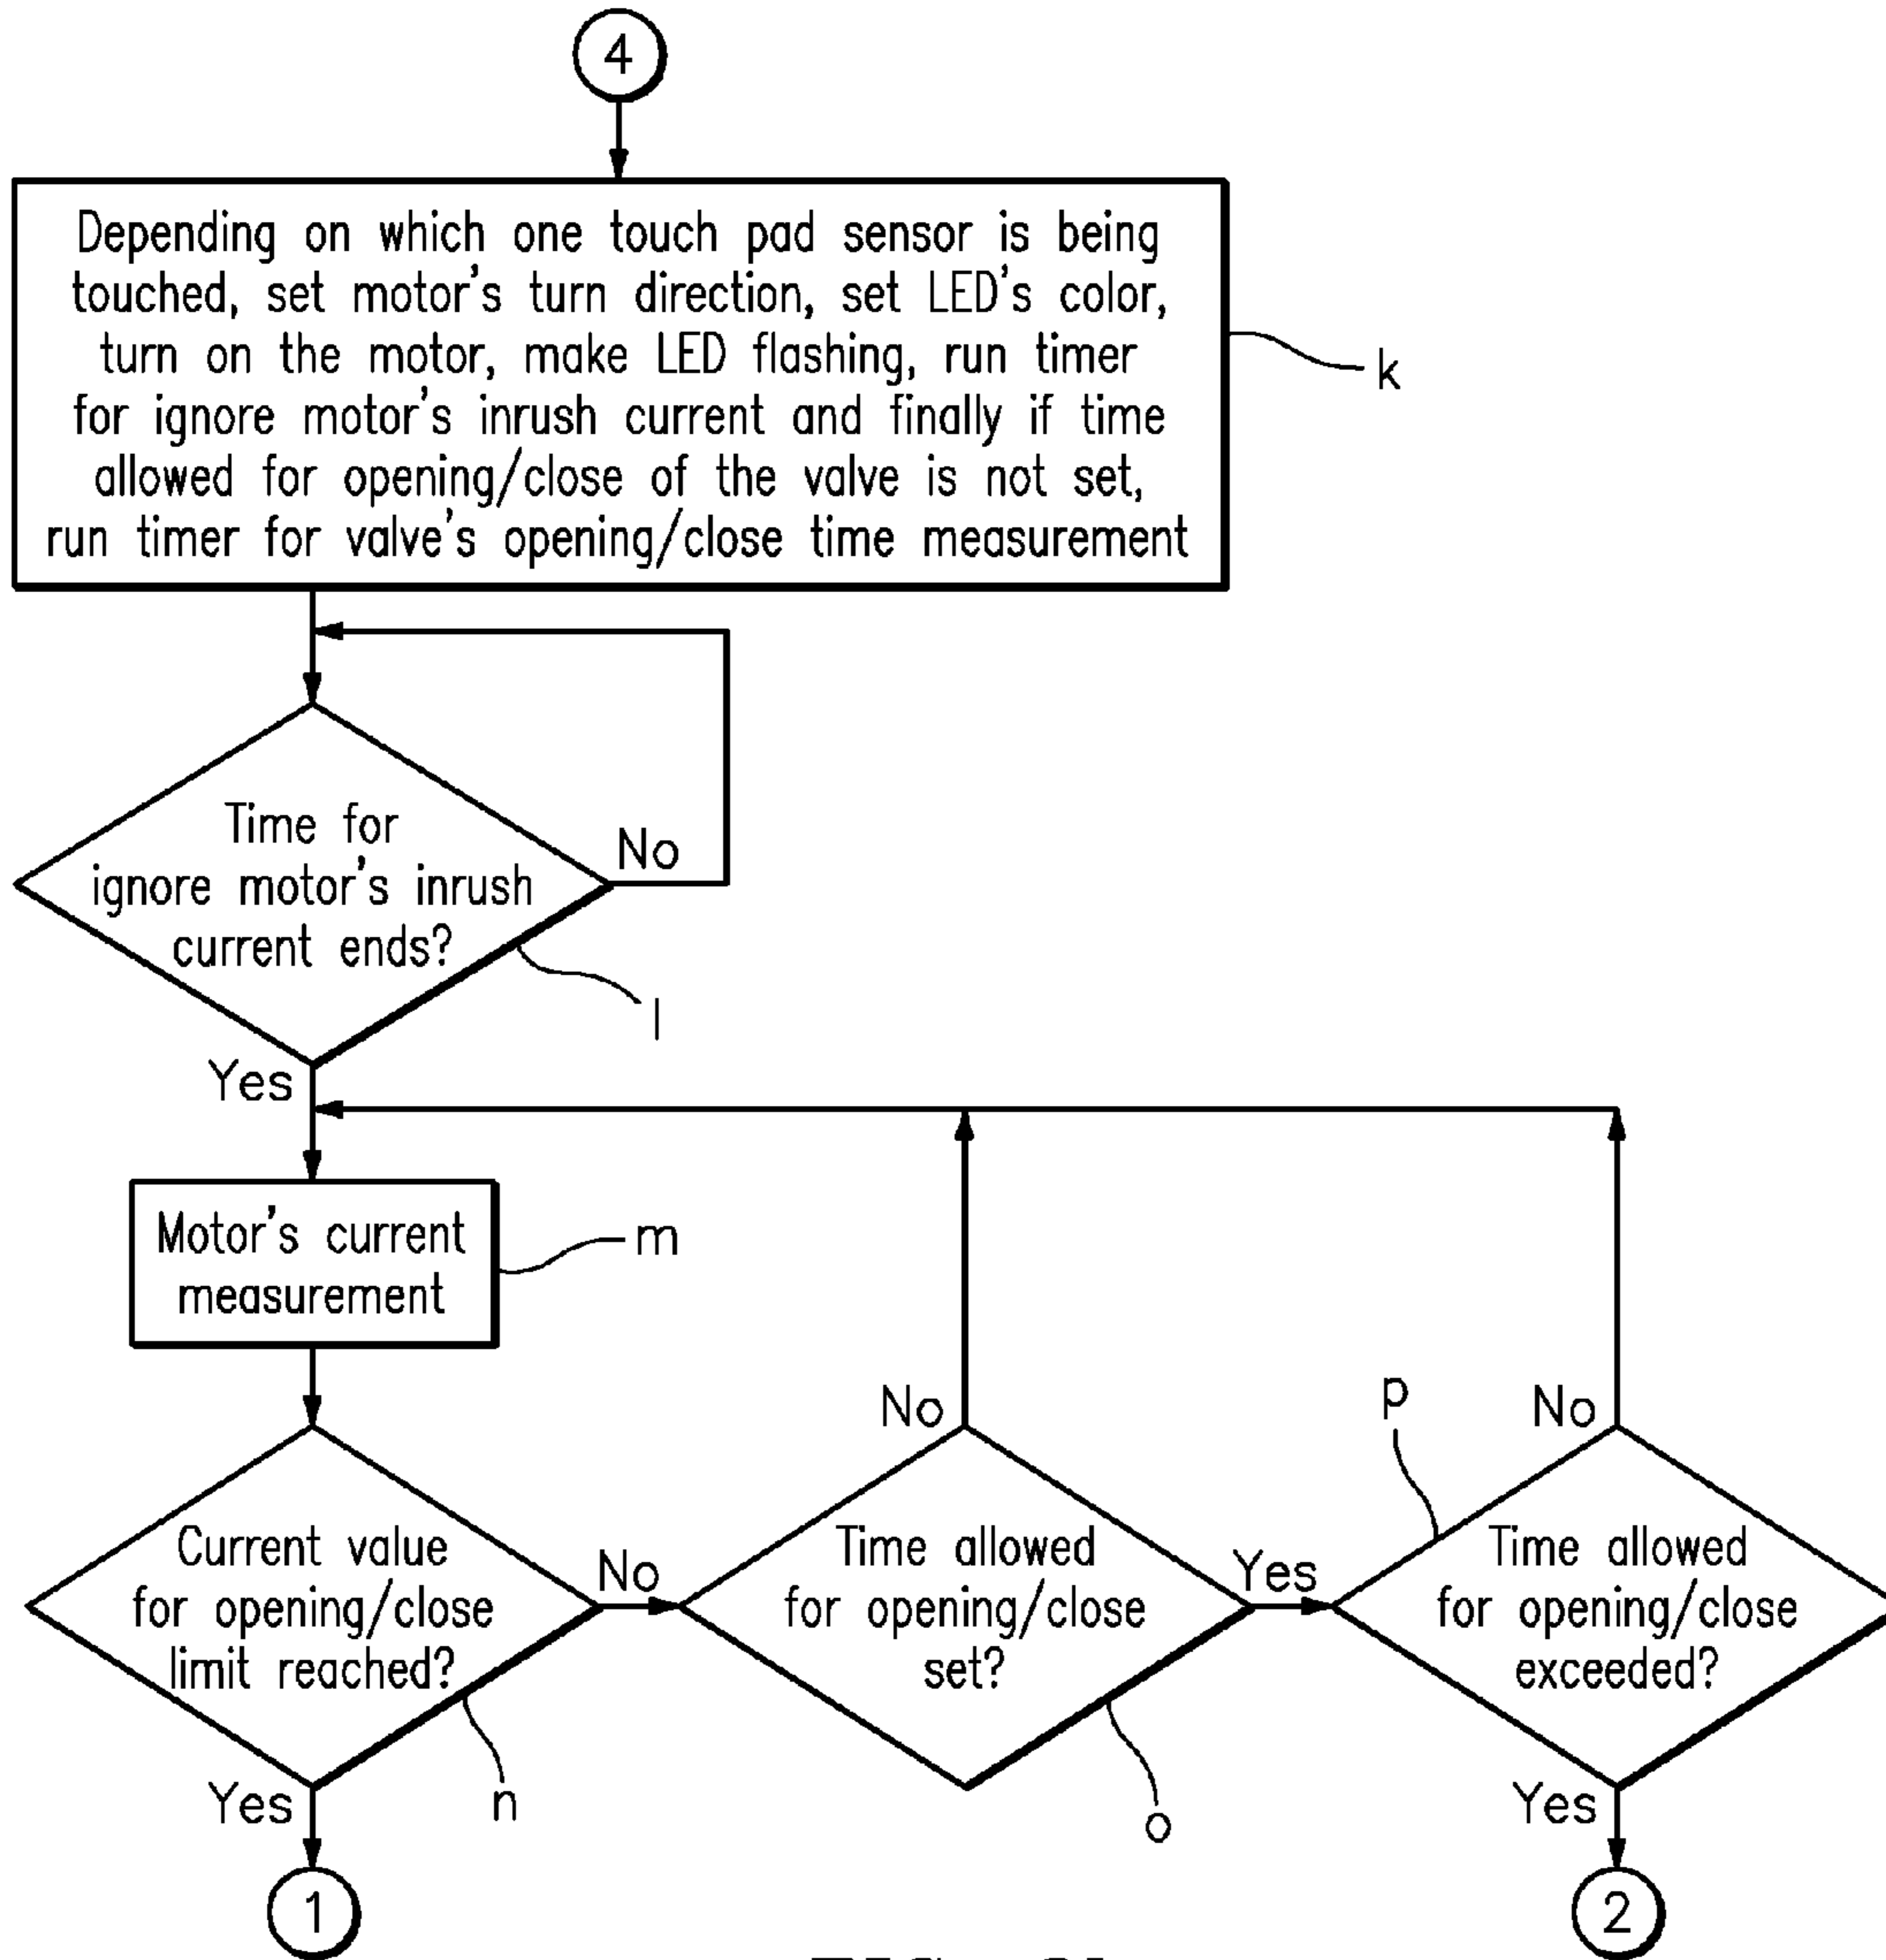 4
Depending on which one touch pad sensor is being
touched, set motor's turn direction, set LED's color,
turn on the motor, make LED flashing, run timer
for ignore motor's inrush current and finally if time
allowed for opening/close of the valve is not set,
run timer for valve's opening/close time measurement
k
Time for
ignore motor's inrush
current ends?
No
l
Yes
Motor's current
measurement
m
Current value
for opening/close
limit reached?
No
n
Yes
1
Time allowed
for opening/close
set?
No
Yes
o
p
Time allowed
for opening/close
exceeded?
No
Yes
2